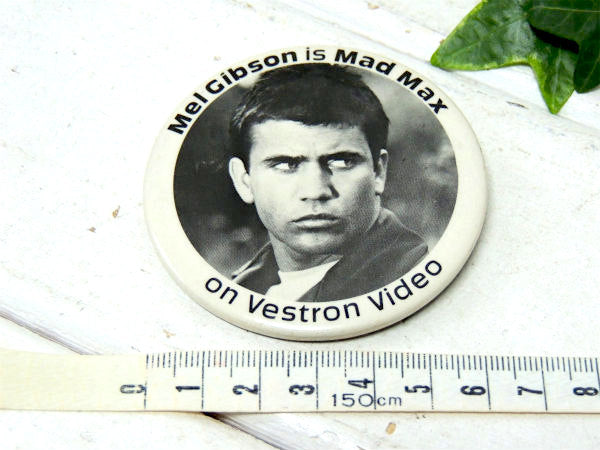 Mel Gibson is Mad Max
on Vestron Video
0 1 2 3 4 5 6 7 8
150cm